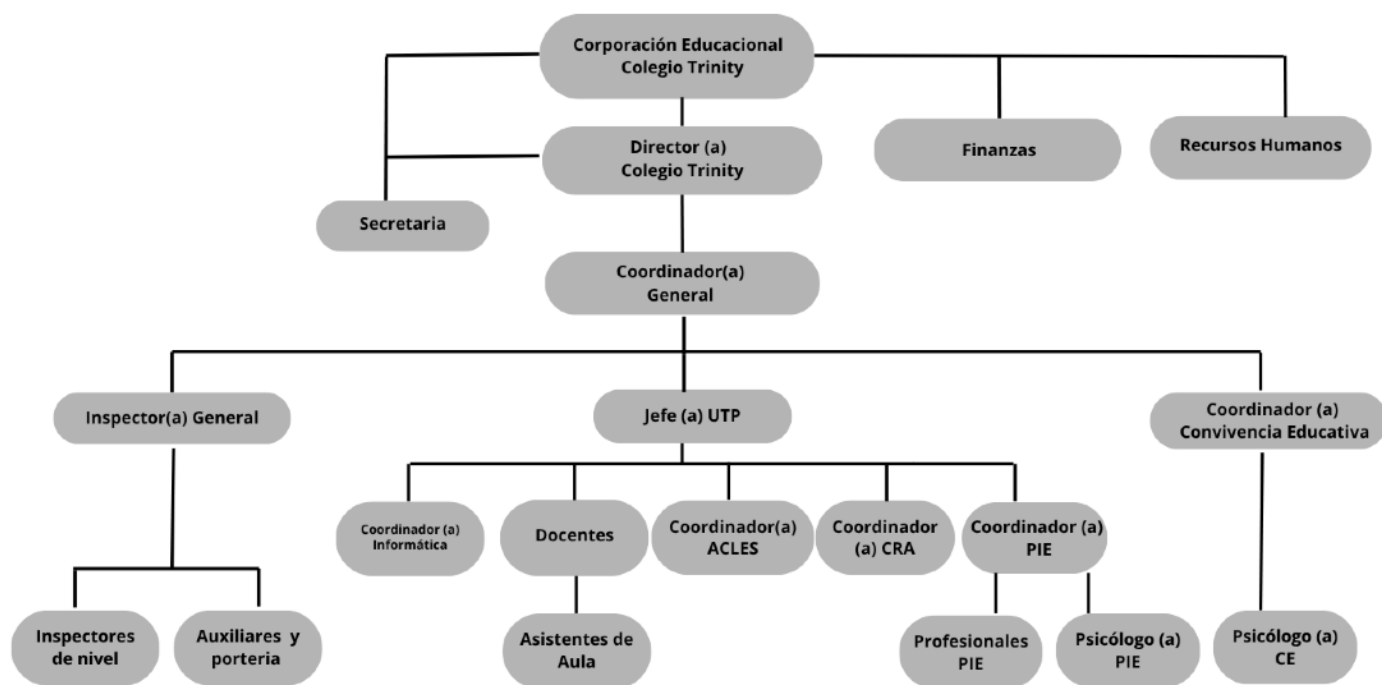 Corporación Educacional
Colegio Trinity
Director (a)
Colegio Trinity
Finanzas
Recursos Humanos
Secretaria
Coordinador(a)
General
Inspector(a) General
Jefe (a) UTP
Coordinador (a)
Convivencia Educativa
Coordinador (a)
Informática
Docentes
Coordinador(a)
ACLES
Coordinador
(a) CRA
Coordinador (a)
PIE
Inspectores
de nivel
Auxiliares y
porteria
Asistentes de
Aula
Profesionales
PIE
Psicólogo (a)
PIE
Psicólogo (a)
CE